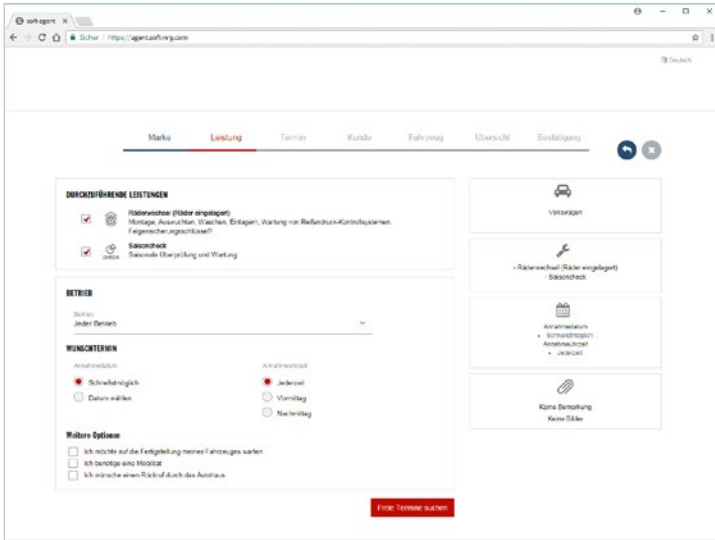 soft-agent
Sicher | https://agent.soft-nrg.com
Deutsch
Marke Leistung Termin Kunde Fahrzeug Übersicht Bestätigung
DURCHZUFÜHRENDE LEISTUNGEN
Räderwechsel (Räder eingelagert)
Montage, Auswuchten, Waschen, Einlagern, Wartung von Reifendruck-Kontrollsystemen.
Felgensicherungsschlüssel?
CHECK
Saisoncheck
Saisonale Überprüfung und Wartung
BETRIEB
Betrieb
Jeder Betrieb
WUNSCHTERMIN
Annahmedatum Annahmeuhrzeit
Schnellstmöglich Jederzeit
Datum wählen Vormittag
Nachmittag
Weitere Optionen
Ich möchte auf die Fertigstellung meines Fahrzeuges warten
Ich benötige eine Mobilität
Ich wünsche einen Rückruf durch das Autohaus
Freie Termine suchen
Volkswagen
- Räderwechsel (Räder eingelagert)
- Saisoncheck
Annahmedatum
• Schnellstmöglich
Annahmeuhrzeit
• Jederzeit
Keine Bemerkung
Keine Bilder